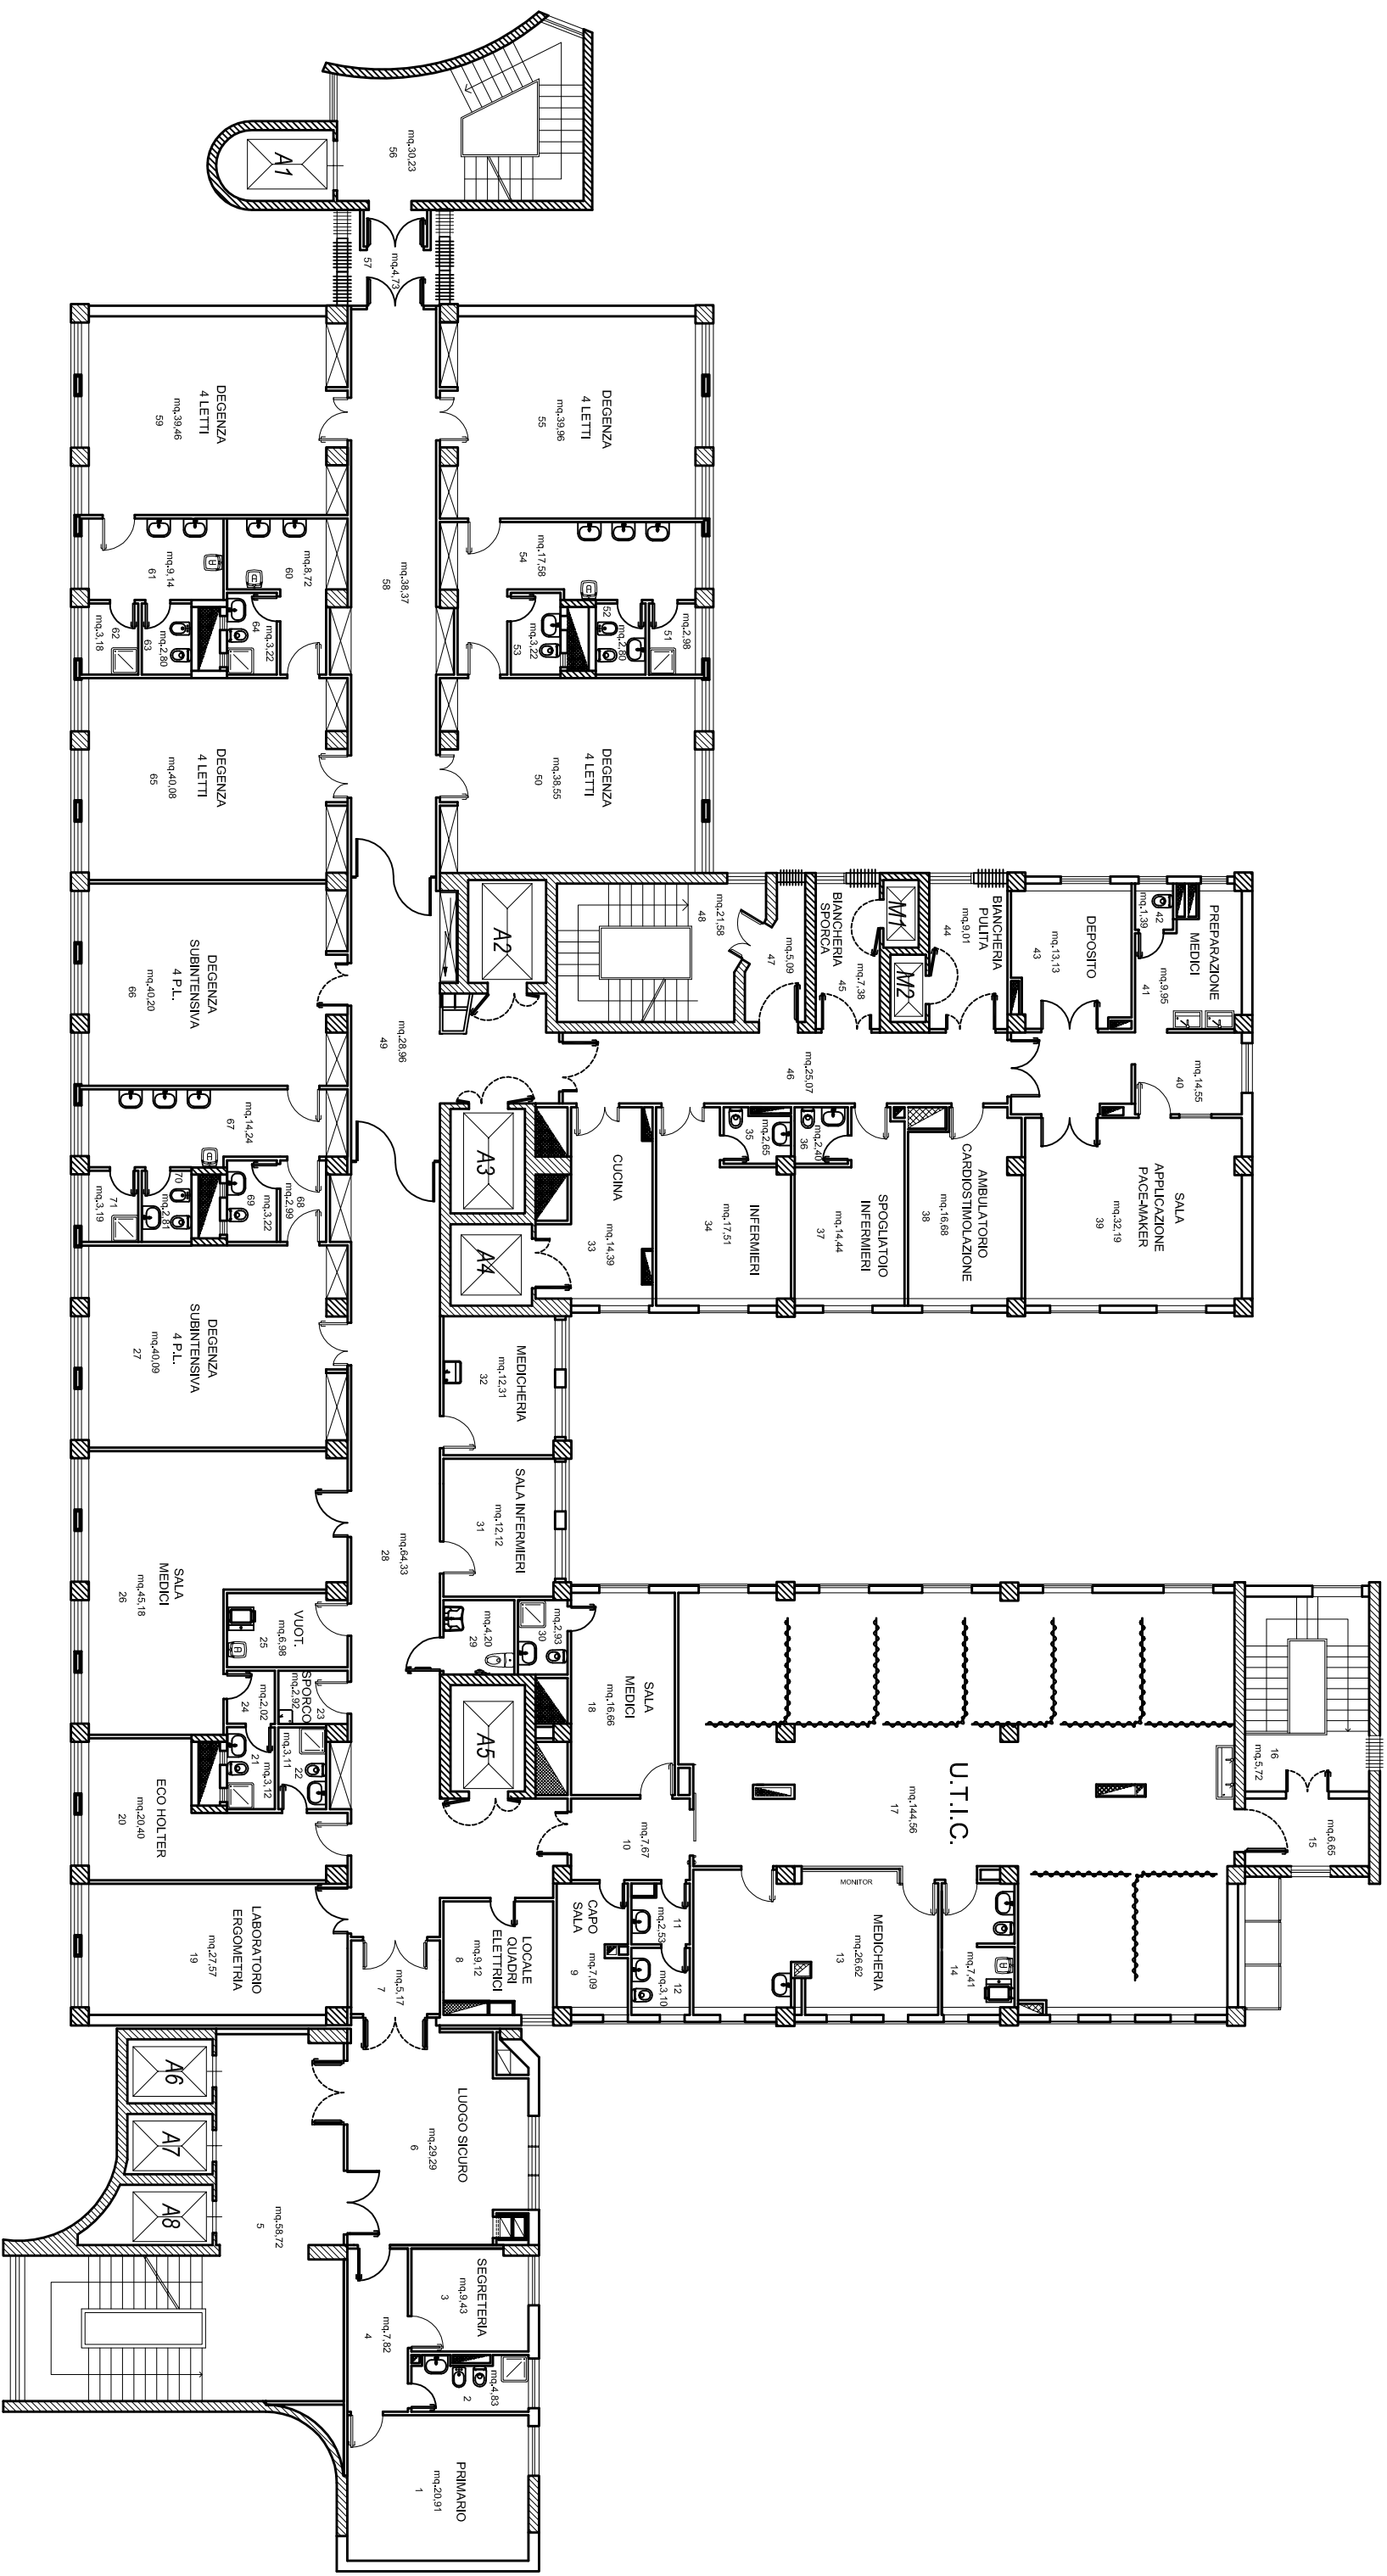 PRIMARIO
mq.20,91
1
mq.4,83
2
SEGRETERIA
mq.9,43
3
mq.7,82
4
mq.58,72
5
LUOGO SICURO
mq.29,29
6
mq.5,17
7
LOCALE
QUADRI
ELETTRICI
mq.9,12
8
CAPO
SALA
mq.7,09
9
mq.7,67
10
11
mq.2,53
12
mq.3,10
MEDICHERIA
mq.26,62
13
MONITOR
mq.7,41
14
mq.6,65
15
16
mq.5,72
U.T.I.C.
mq.144,56
17
SALA
MEDICI
mq.16,66
18
LABORATORIO
ERGOMETRIA
mq.27,57
19
ECO HOLTER
mq.20,40
20
mq.3,12
21
22
mq.3,11
23
SPORCO
mq.2,92
mq.2,02
24
VUOT.
mq.6,98
25
SALA
MEDICI
mq.45,18
26
DEGENZA
SUBINTENSIVA
4 P.L.
mq.40,09
27
mq.64,33
28
mq.4,20
29
mq.2,93
30
SALA INFERMIERI
mq.12,12
31
MEDICHERIA
mq.12,31
32
CUCINA
mq.14,39
33
INFERMIERI
mq.17,51
34
mq.2,65
35
mq.2,40
36
SPOGLIATOIO
INFERMIERI
mq.14,44
37
AMBULATORIO
CARDIOSTIMOLAZIONE
mq.16,68
38
SALA
APPLICAZIONE
PACE-MAKER
mq.32,19
39
mq.14,55
40
PREPARAZIONE
MEDICI
mq.9,95
41
42
mq.1,39
DEPOSITO
mq.13,13
43
BIANCHERIA
PULITA
mq.9,01
44
BIANCHERIA
SPORCA
mq.7,38
45
mq.25,07
46
mq.5,09
47
mq.21,58
48
mq.28,96
49
DEGENZA
4 LETTI
mq.38,55
50
mq.2,98
51
52
mq.2,80
mq.3,22
53
mq.17,58
54
DEGENZA
4 LETTI
mq.39,96
55
mq.30,23
56
mq.4,73
57
mq.38,37
58
DEGENZA
4 LETTI
mq.39,46
59
mq.8,72
60
mq.9,14
61
62
mq.3,18
mq.2,80
63
mq.3,22
64
DEGENZA
4 LETTI
mq.40,08
65
DEGENZA
SUBINTENSIVA
4 P.L.
mq.40,20
66
mq.14,24
67
68
mq.2,99
mq.3,22
69
70
mq.2,81
71
mq.3,19
A1
A2
A3
A4
A5
A6
A7
A8
M1
M2